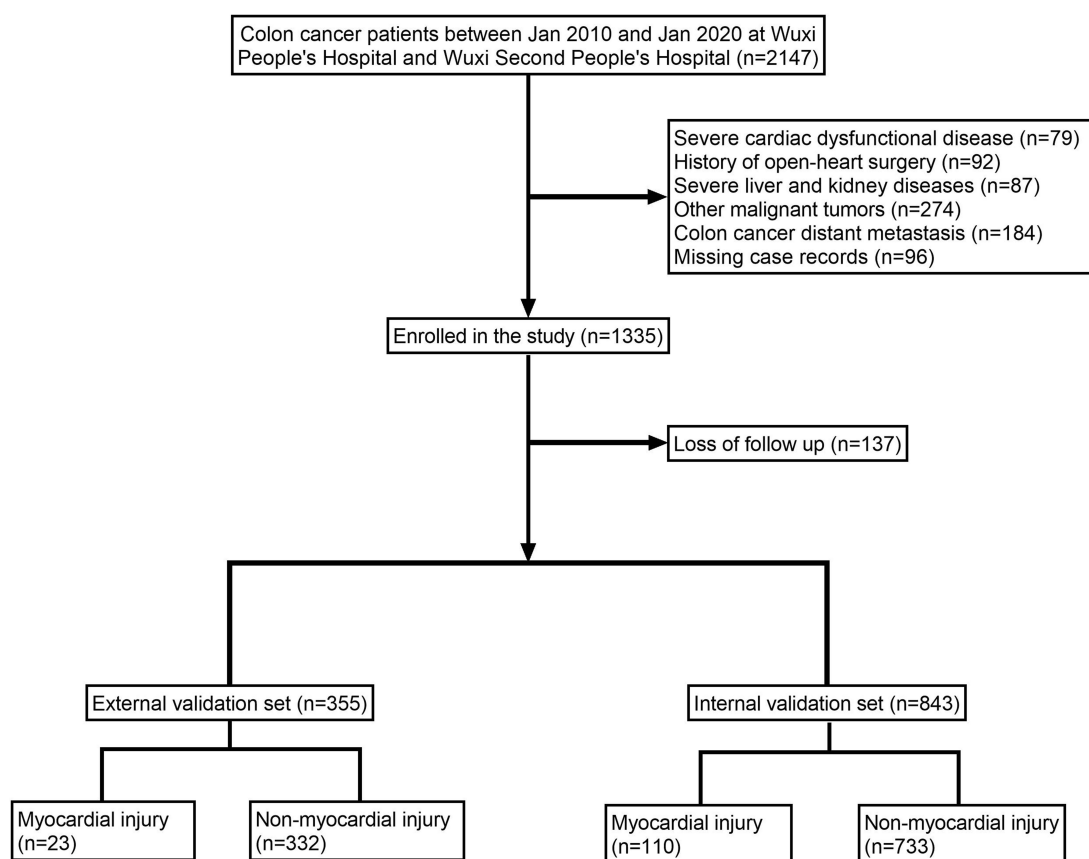 Colon cancer patients between Jan 2010 and Jan 2020 at Wuxi
People's Hospital and Wuxi Second People's Hospital (n=2147)
Severe cardiac dysfunctional disease (n=79)
History of open-heart surgery (n=92)
Severe liver and kidney diseases (n=87)
Other malignant tumors (n=274)
Colon cancer distant metastasis (n=184)
Missing case records (n=96)
Enrolled in the study (n=1335)
Loss of follow up (n=137)
External validation set (n=355)
Internal validation set (n=843)
Myocardial injury
(n=23)
Non-myocardial injury
(n=332)
Myocardial injury
(n=110)
Non-myocardial injury
(n=733)